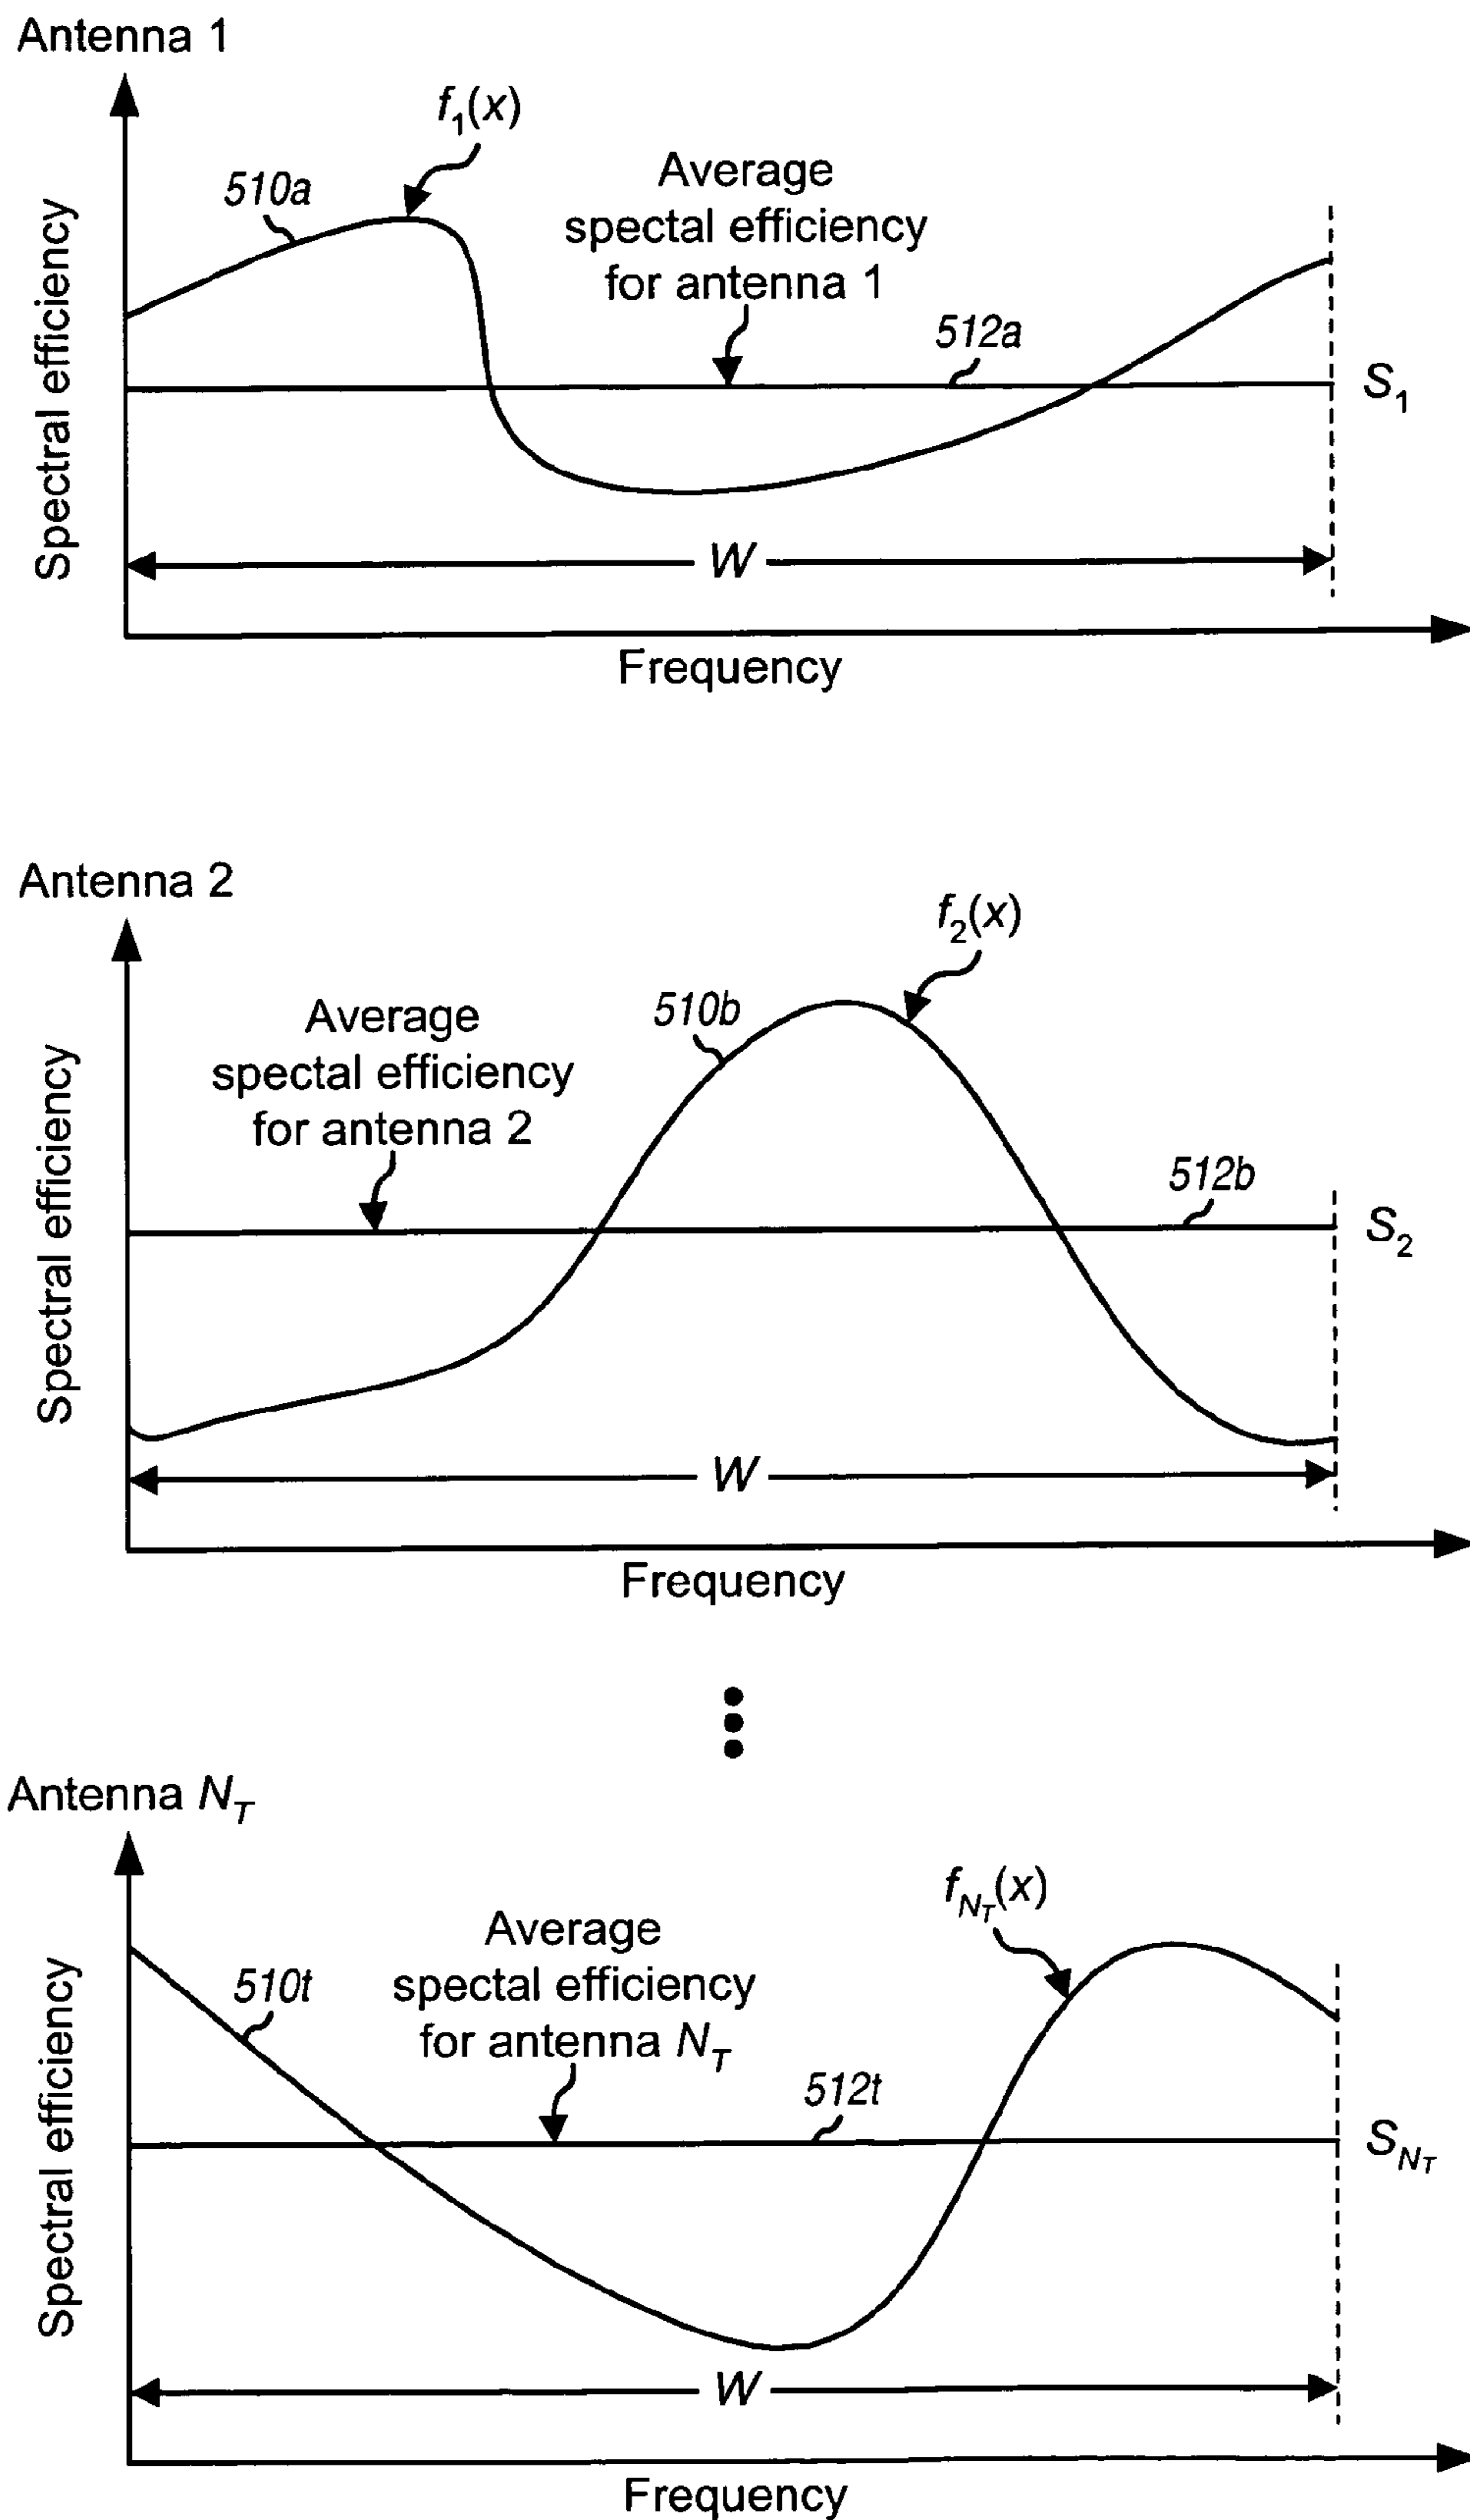 Antenna 1
f1(x)
510a
Average
spectal efficiency
for antenna 1
512a
S1
Spectral efficiency
W
Frequency
Antenna 2
f2(x)
510b
Average
spectal efficiency
for antenna 2
512b
S2
Spectral efficiency
W
Frequency
Antenna NT
fNT(x)
510t
Average
spectal efficiency
for antenna NT
512t
SNT
Spectral efficiency
W
Frequency